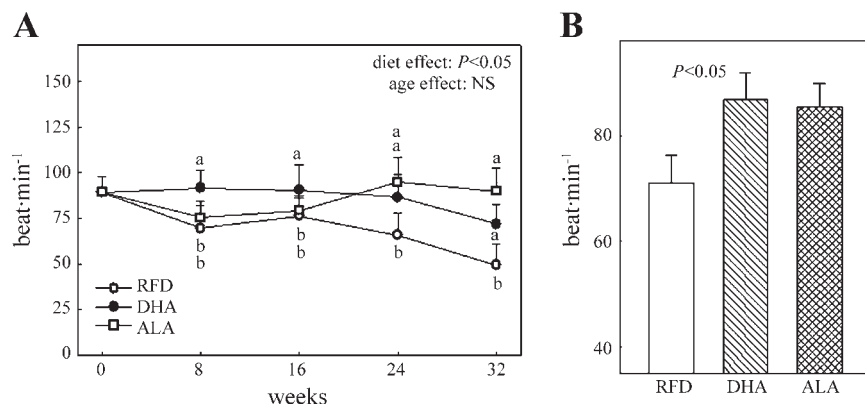 A
diet effect: P<0.05
age effect: NS
beat·min⁻¹
150
125
100
75
50
25
0
a
a
a
a
a
a
b
b
b
b
b
b
RFD
DHA
ALA
0 8 16 24 32
weeks
B
P<0.05
beat·min⁻¹
80
60
40
RFD DHA ALA